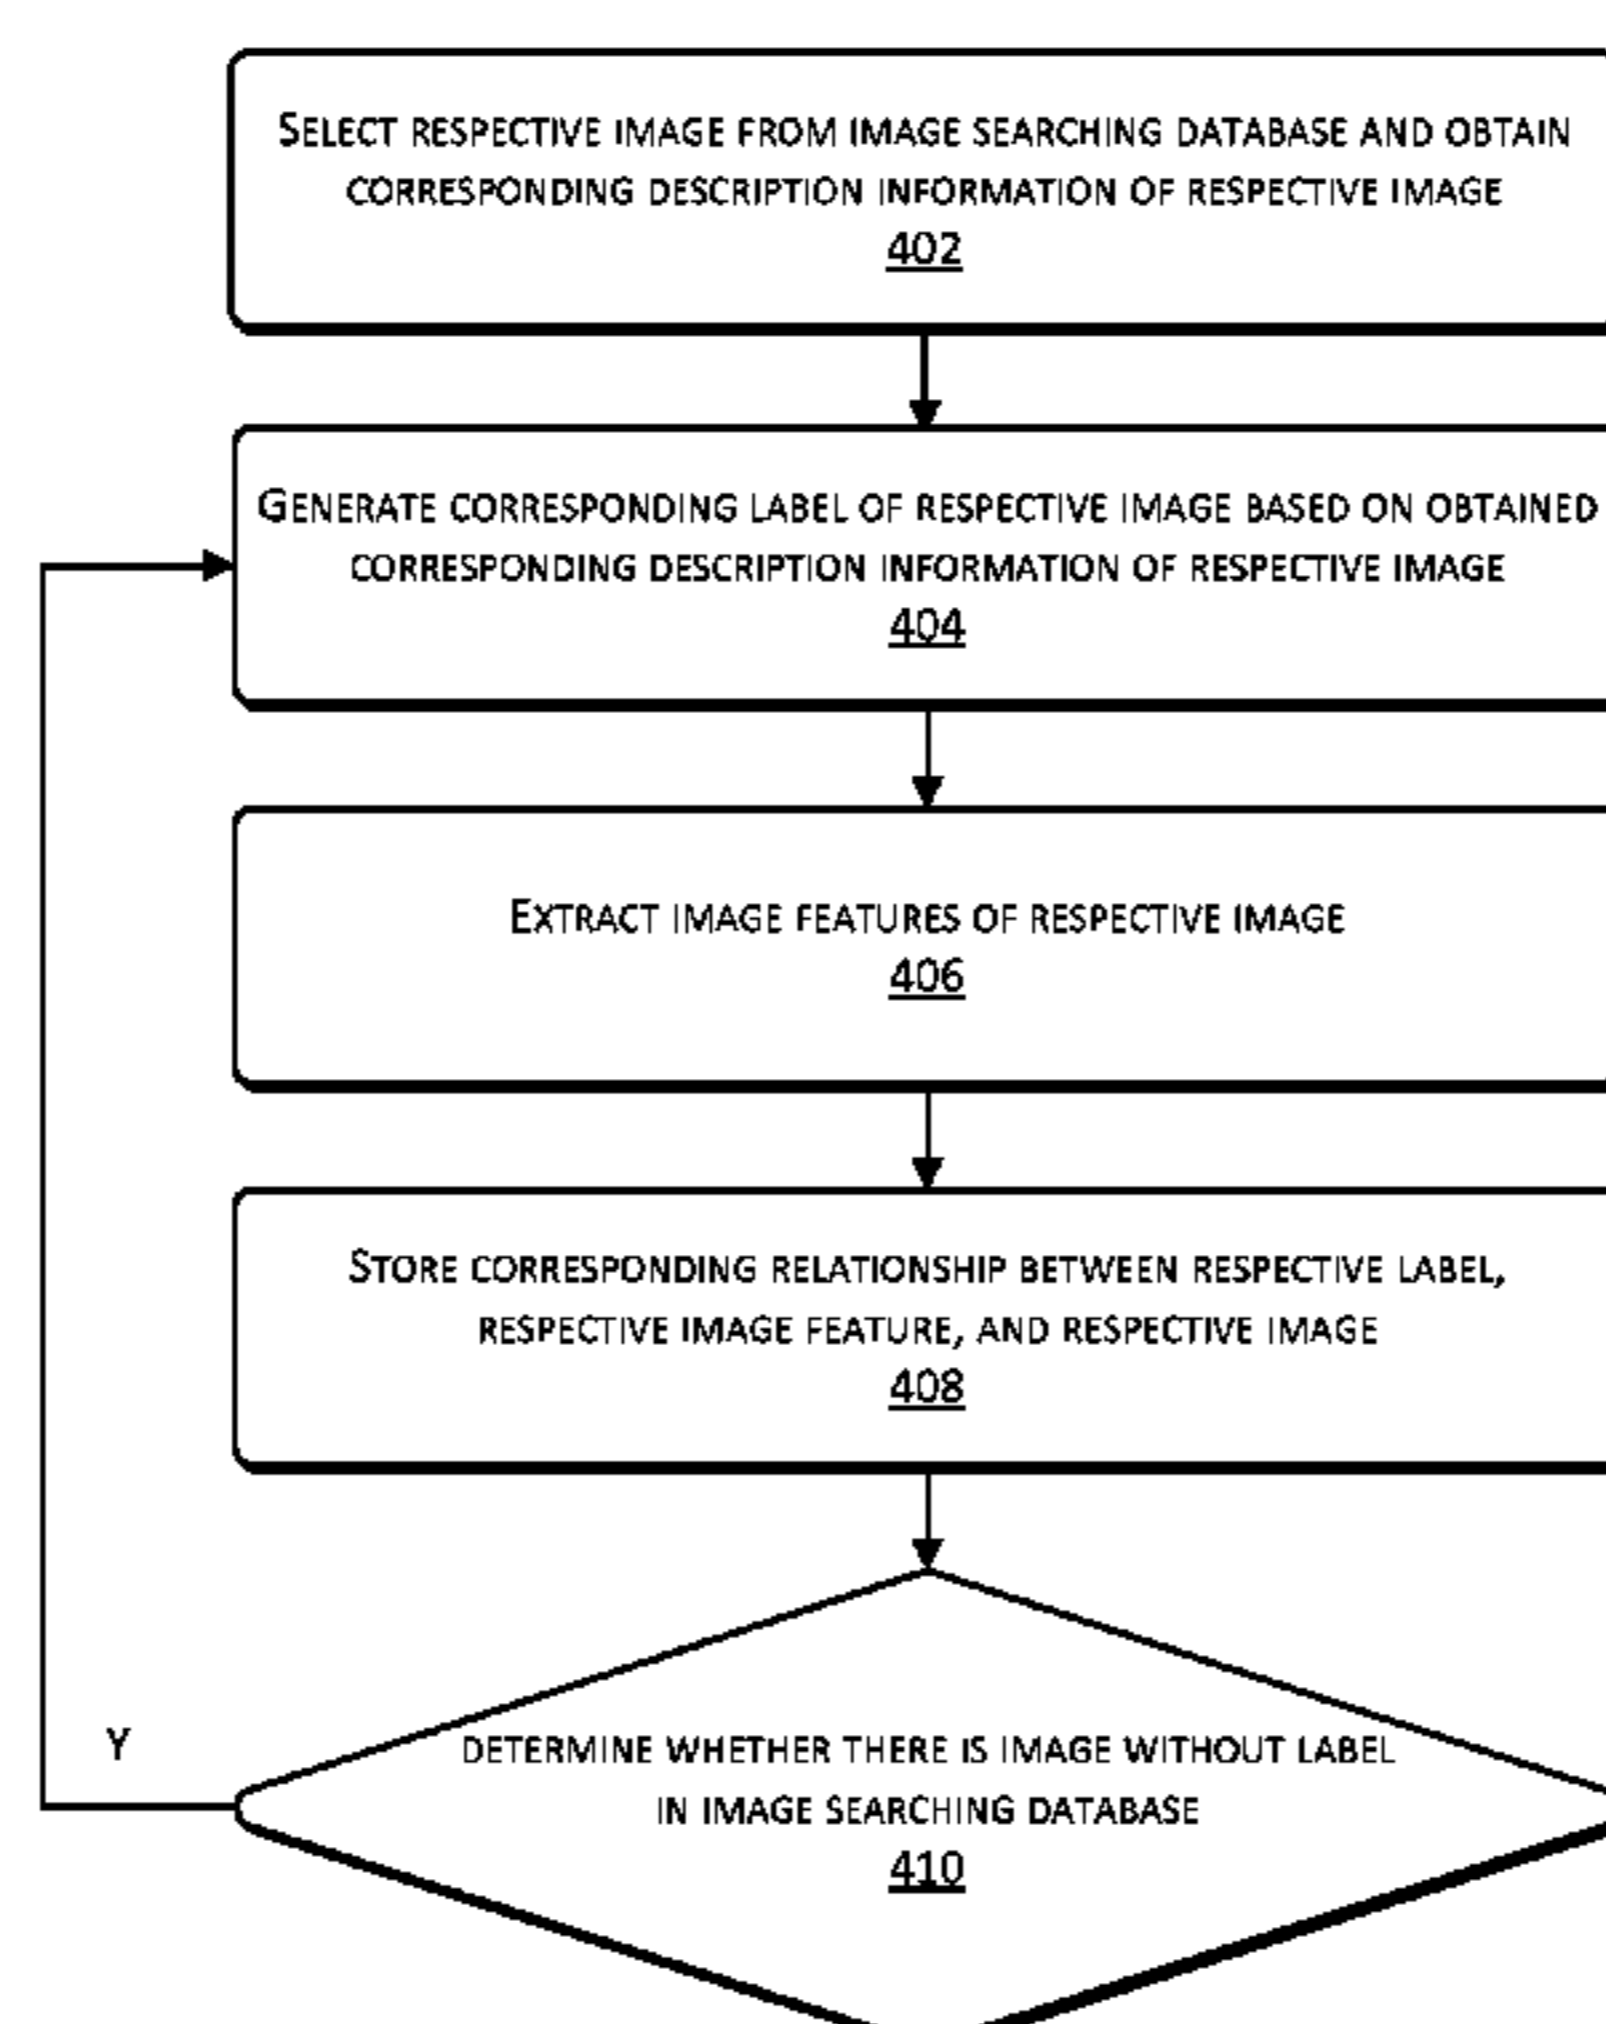 SELECT RESPECTIVE IMAGE FROM IMAGE SEARCHING DATABASE AND OBTAIN
CORRESPONDING DESCRIPTION INFORMATION OF RESPECTIVE IMAGE
402
GENERATE CORRESPONDING LABEL OF RESPECTIVE IMAGE BASED ON OBTAINED
CORRESPONDING DESCRIPTION INFORMATION OF RESPECTIVE IMAGE
404
EXTRACT IMAGE FEATURES OF RESPECTIVE IMAGE
406
STORE CORRESPONDING RELATIONSHIP BETWEEN RESPECTIVE LABEL,
RESPECTIVE IMAGE FEATURE, AND RESPECTIVE IMAGE
408
Y
DETERMINE WHETHER THERE IS IMAGE WITHOUT LABEL
IN IMAGE SEARCHING DATABASE
410